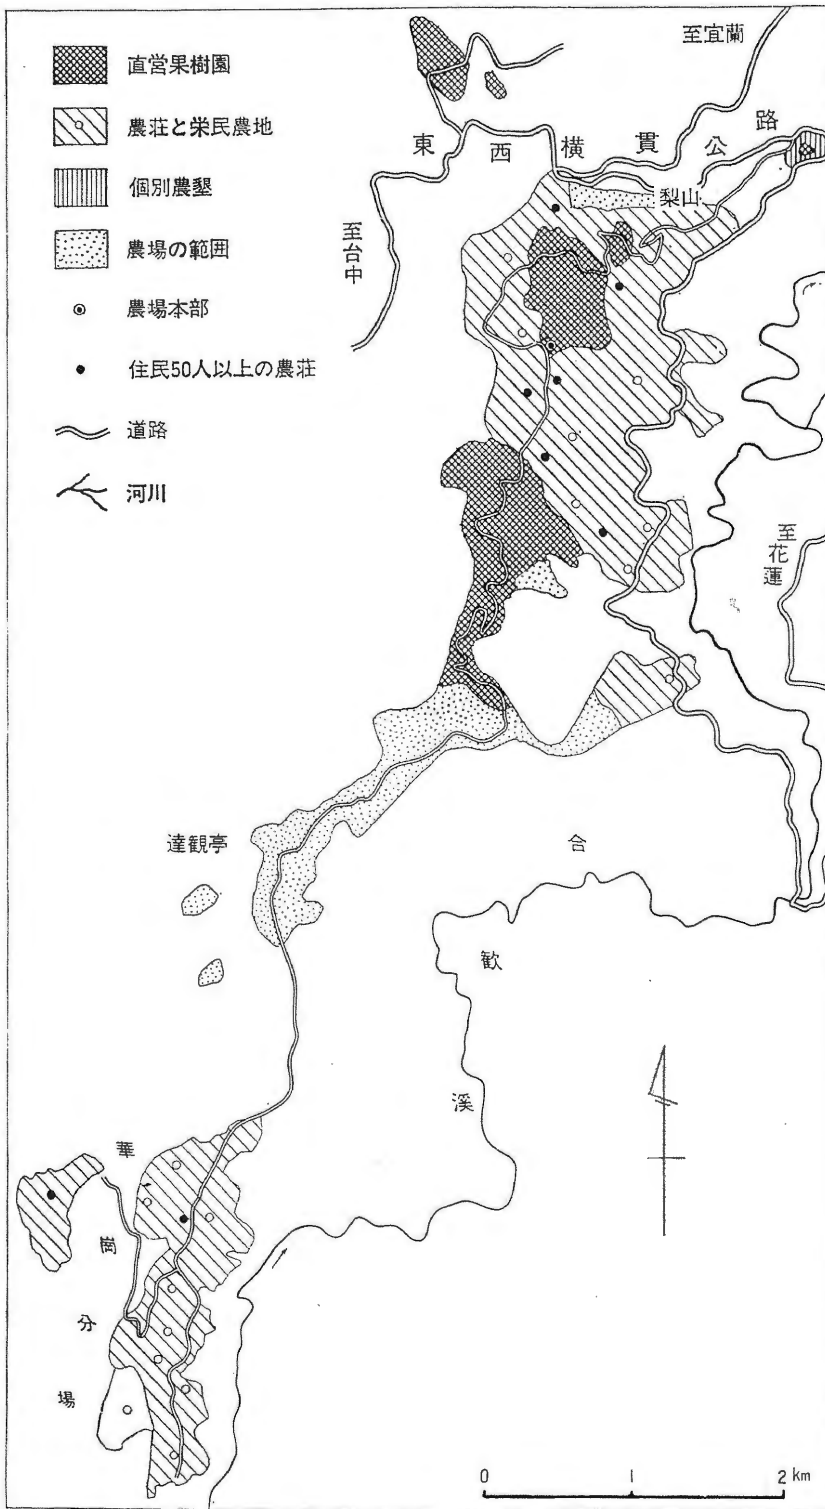 直営果樹園
農荘と栄民農地
個別農墾
農場の範囲
農場本部
住民50人以上の農荘
道路
河川
至宜蘭
東西横貫公路
梨山
至台中
至花蓮
達観亭
合歓溪
華崗分場
0 1 2 km